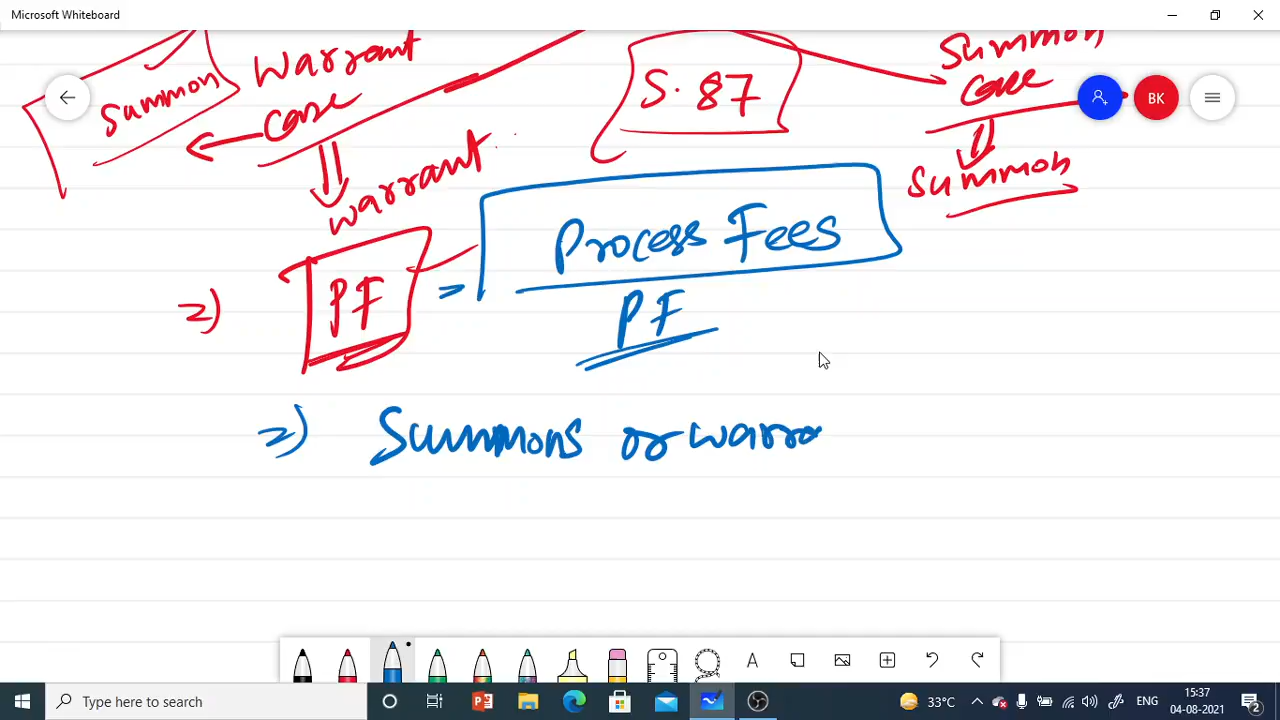 Microsoft Whiteboard
Summon
Warrant
case
S. 87
Summon
case
BK
warrant
Summon
2)
PF
=
Process Fees
PF
2) Summons or warra
A
Type here to search
33°C
ENG
15:37
04-08-2021
2